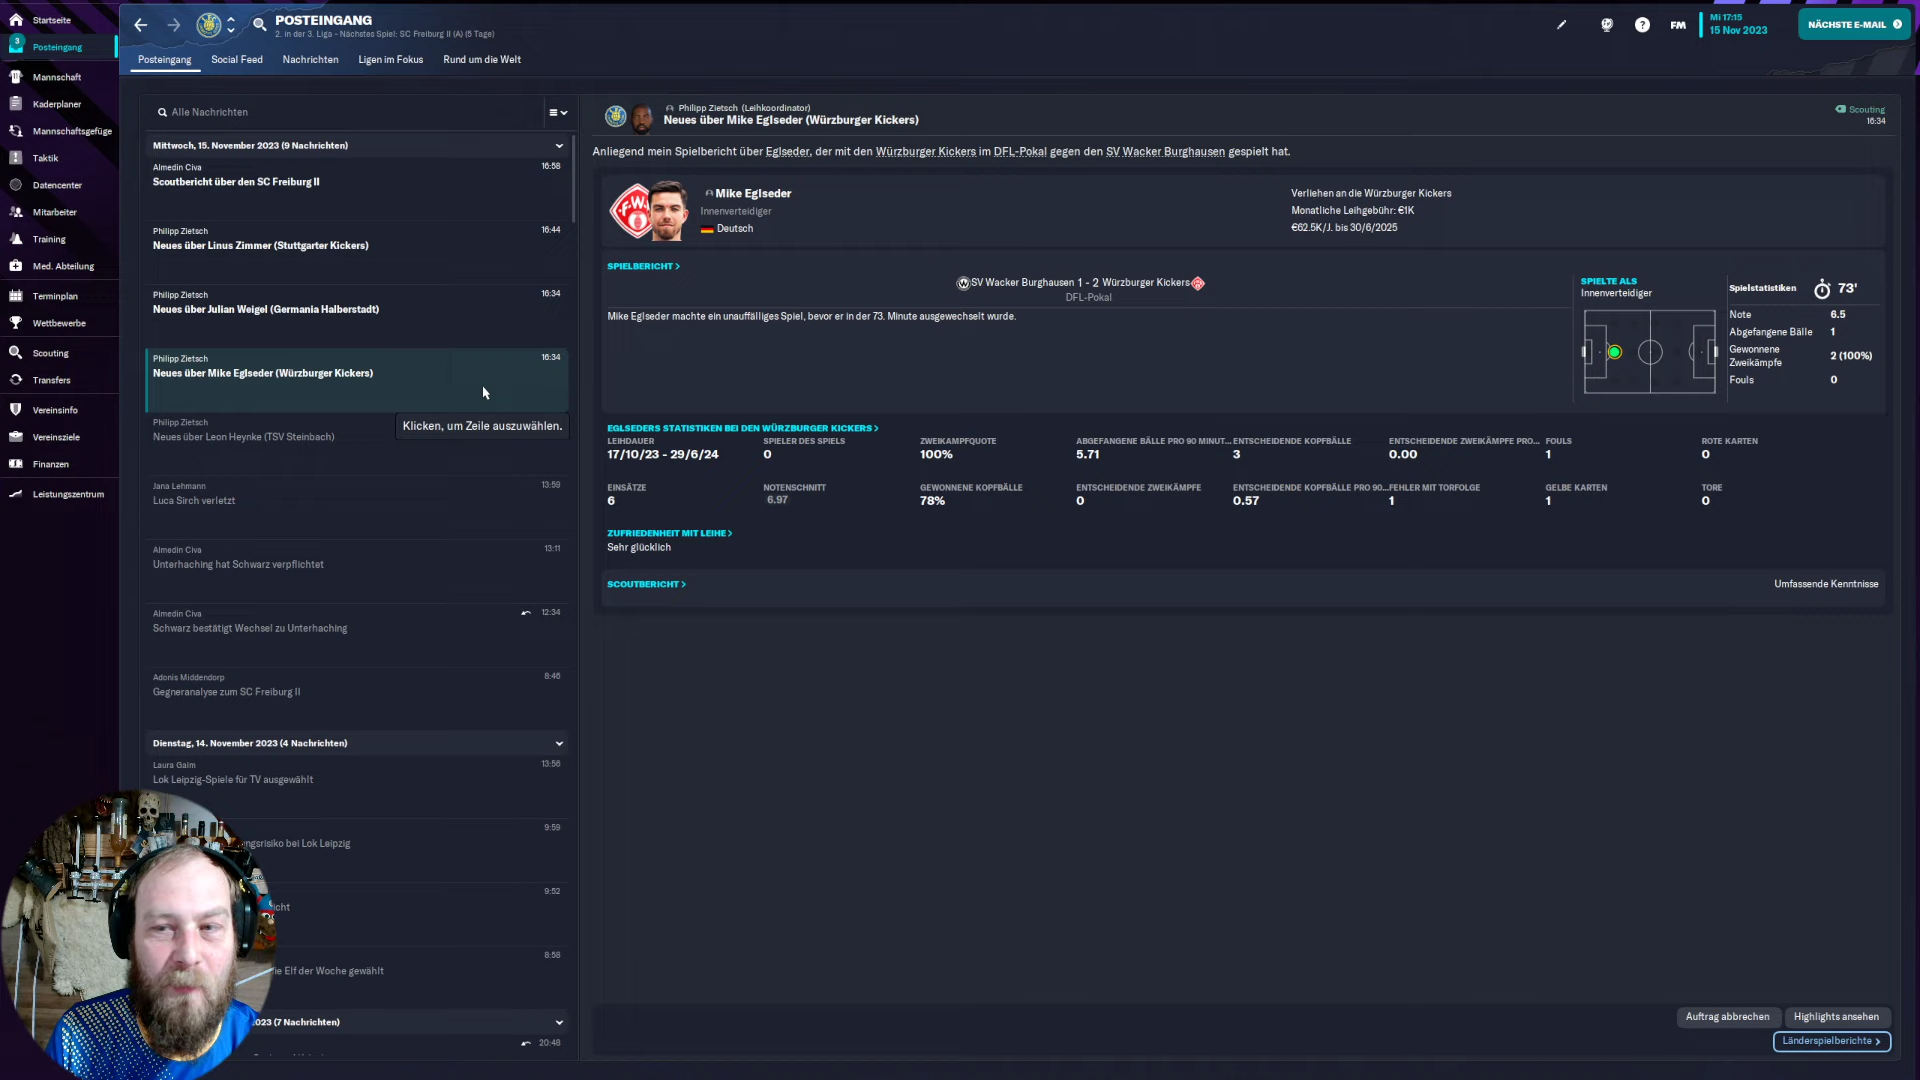 Startseite
3
Posteingang
Mannschaft
Kaderplaner
Mannschaftsgefüge
Taktik
Datencenter
Mitarbeiter
Training
Med. Abteilung
Terminplan
Wettbewerbe
Scouting
Transfers
Vereinsinfo
Vereinsziele
Finanzen
Leistungszentrum
POSTEINGANG
2. in der 3. Liga - Nächstes Spiel: SC Freiburg II (A) (5 Tage)
FM
Mi 17:15
15 Nov 2023
NÄCHSTE E-MAIL
Posteingang Social Feed Nachrichten Ligen im Fokus Rund um die Welt
Alle Nachrichten
Mittwoch, 15. November 2023 (9 Nachrichten)
Almedin Civa 16:58
Scoutbericht über den SC Freiburg II
Philipp Zietsch 16:44
Neues über Linus Zimmer (Stuttgarter Kickers)
Philipp Zietsch 16:34
Neues über Julian Weigel (Germania Halberstadt)
Philipp Zietsch 16:34
Neues über Mike Eglseder (Würzburger Kickers)
Philipp Zietsch
Neues über Leon Heynke (TSV Steinbach)
Klicken, um Zeile auszuwählen.
Jana Lehmann 13:59
Luca Sirch verletzt
Almedin Civa 13:11
Unterhaching hat Schwarz verpflichtet
Almedin Civa 12:34
Schwarz bestätigt Wechsel zu Unterhaching
Adonis Middendorp 8:46
Gegneranalyse zum SC Freiburg II
Dienstag, 14. November 2023 (4 Nachrichten)
Laura Galm 13:56
Lok Leipzig-Spiele für TV ausgewählt
9:59
ngsrisiko bei Lok Leipzig
9:52
icht
8:58
ie Elf der Woche gewählt
2023 (7 Nachrichten)
20:48
Philipp Zietsch (Leihkoordinator)
Neues über Mike Eglseder (Würzburger Kickers)
Scouting
16:34
Anliegend mein Spielbericht über Eglseder, der mit den Würzburger Kickers im DFL-Pokal gegen den SV Wacker Burghausen gespielt hat.
Mike Eglseder
Innenverteidiger
Deutsch
Verliehen an die Würzburger Kickers
Monatliche Leihgebühr: €1K
€62.5K/J. bis 30/6/2025
SPIELBERICHT >
SV Wacker Burghausen 1 - 2 Würzburger Kickers
DFL-Pokal
Mike Eglseder machte ein unauffälliges Spiel, bevor er in der 73. Minute ausgewechselt wurde.
SPIELTE ALS
Innenverteidiger
Spielstatistiken 73'
Note 6.5
Abgefangene Bälle 1
Gewonnene Zweikämpfe 2 (100%)
Fouls 0
EGLSEDERS STATISTIKEN BEI DEN WÜRZBURGER KICKERS >
LEIHDAUER SPIELER DES SPIELS ZWEIKAMPFQUOTE ABGEFANGENE BÄLLE PRO 90 MINUT... ENTSCHEIDENDE KOPFBÄLLE ENTSCHEIDENDE ZWEIKÄMPFE PRO... FOULS ROTE KARTEN
17/10/23 - 29/6/24 0 100% 5.71 3 0.00 1 0
EINSÄTZE NOTENSCHNITT GEWONNENE KOPFBÄLLE ENTSCHEIDENDE ZWEIKÄMPFE ENTSCHEIDENDE KOPFBÄLLE PRO 90... FEHLER MIT TORFOLGE GELBE KARTEN TORE
6 6.97 78% 0 0.57 1 1 0
ZUFRIEDENHEIT MIT LEIHE >
Sehr glücklich
SCOUTBERICHT > Umfassende Kenntnisse
Auftrag abbrechen Highlights ansehen
Länderspielberichte >